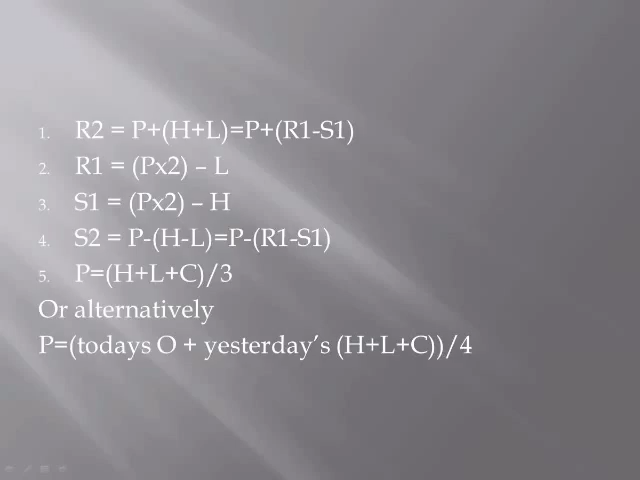 1. R2 = P+(H+L)=P+(R1-S1)
2. R1 = (Px2) – L
3. S1 = (Px2) – H
4. S2 = P-(H-L)=P-(R1-S1)
5. P=(H+L+C)/3
Or alternatively
P=(todays O + yesterday’s (H+L+C))/4